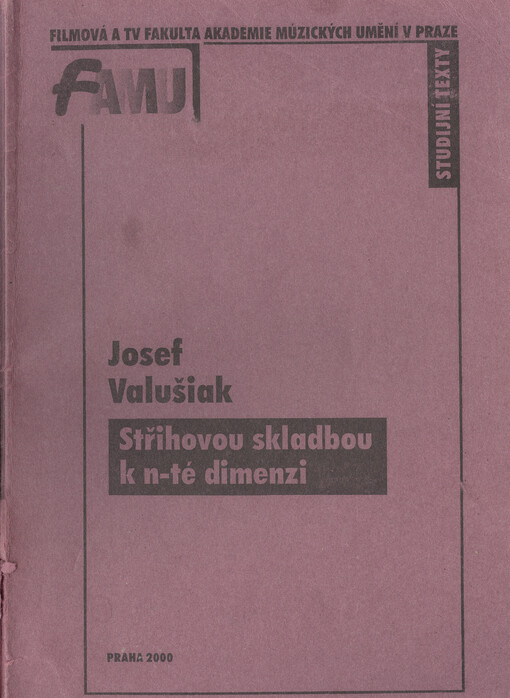 FILMOVÁ A TV FAKULTA AKADEMIE MÚZICKÝCH UMĚNÍ V PRAZE
FAMU
STUDIJNÍ TEXTY
Josef
Valušiak
Střihovou skladbou
k n-té dimenzi
PRAHA 2000